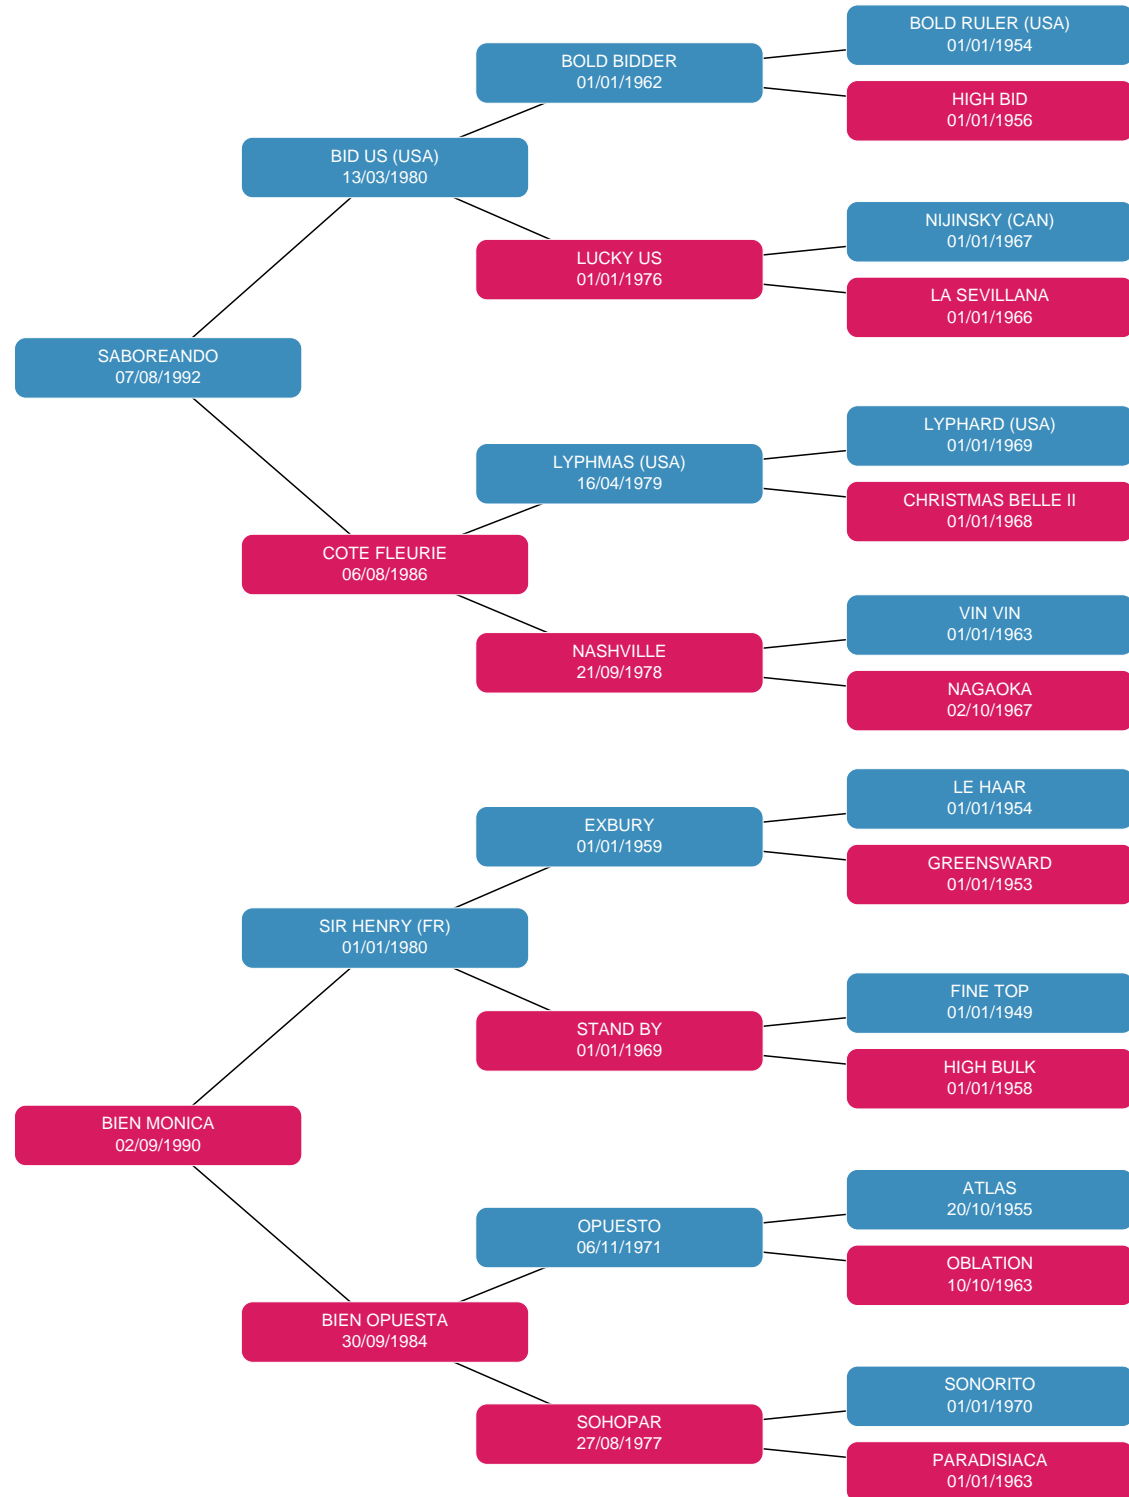 BOLD RULER (USA)
01/01/1954
BOLD BIDDER
01/01/1962
HIGH BID
01/01/1956
BID US (USA)
13/03/1980
NIJINSKY (CAN)
01/01/1967
LUCKY US
01/01/1976
LA SEVILLANA
01/01/1966
SABOREANDO
07/08/1992
LYPHARD (USA)
01/01/1969
LYPHMAS (USA)
16/04/1979
CHRISTMAS BELLE II
01/01/1968
COTE FLEURIE
06/08/1986
VIN VIN
01/01/1963
NASHVILLE
21/09/1978
NAGAOKA
02/10/1967
LE HAAR
01/01/1954
EXBURY
01/01/1959
GREENSWARD
01/01/1953
SIR HENRY (FR)
01/01/1980
FINE TOP
01/01/1949
STAND BY
01/01/1969
HIGH BULK
01/01/1958
BIEN MONICA
02/09/1990
ATLAS
20/10/1955
OPUESTO
06/11/1971
OBLATION
10/10/1963
BIEN OPUESTA
30/09/1984
SONORITO
01/01/1970
SOHOPAR
27/08/1977
PARADISIACA
01/01/1963